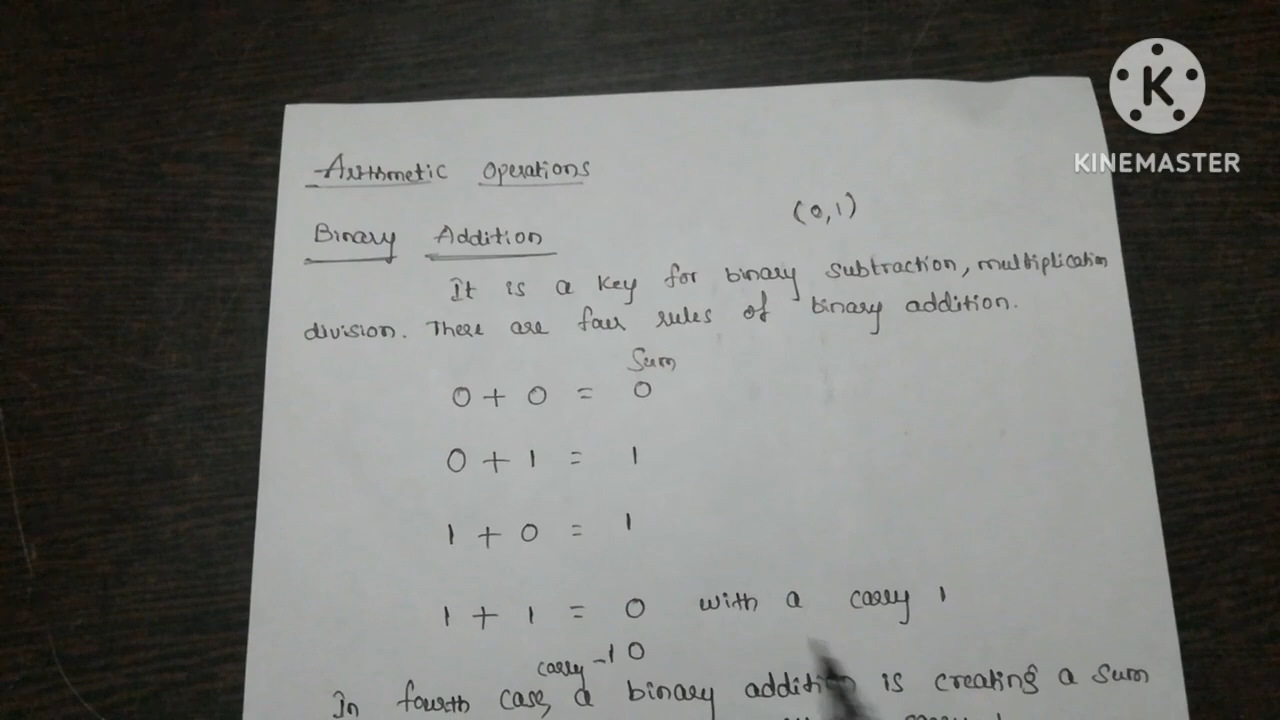 KINEMASTER
Arithmetic Operations
(0,1)
Binary Addition
It is a key for binary subtraction, multiplication
division. There are four rules of binary addition.
Sum
0 + 0 = 0
0 + 1 = 1
1 + 0 = 1
1 + 1 = 0 with a carry 1
carry - 1 0
In fourth case, a binary addition is creating a sum